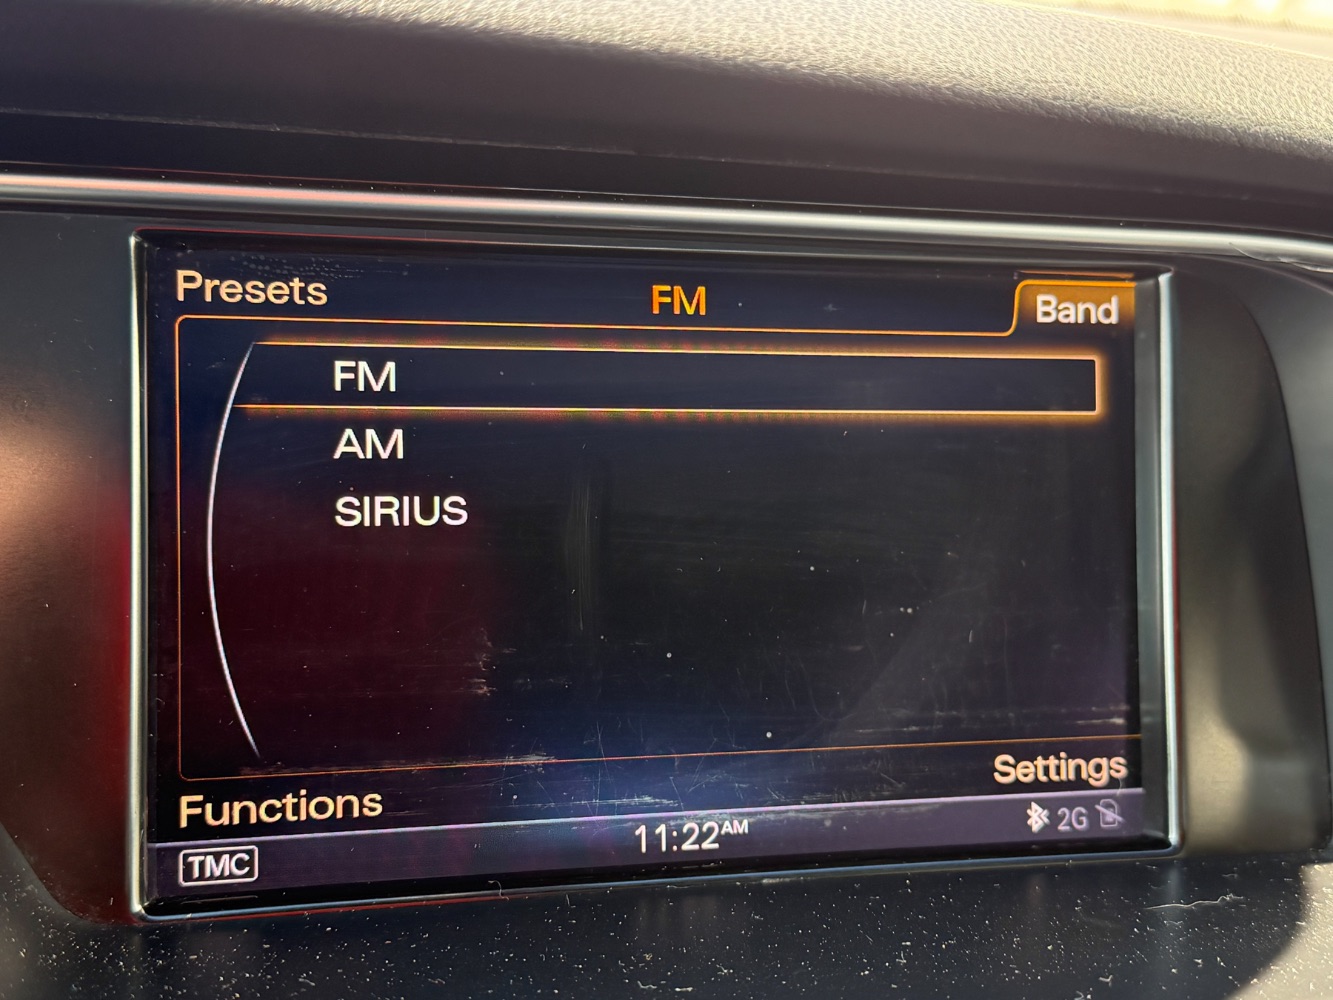 Presets
FM
Band
FM
AM
SIRIUS
Settings
Functions
11:22AM
2G
TMC